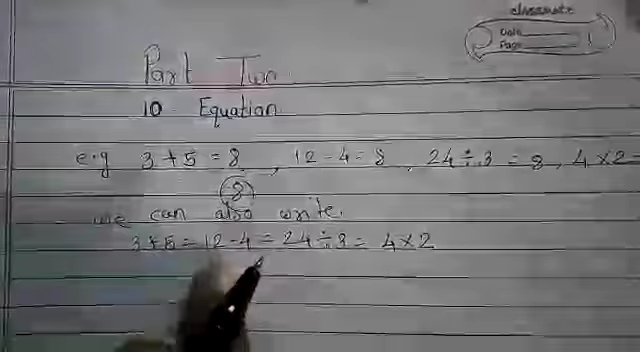 classmate
Date
Page
Part Two
10 Equation
e.g 3+5=8, 12-4=8, 24÷3=8, 4×2=
8
we can also write.
3+5=12-4=24÷3=4×2